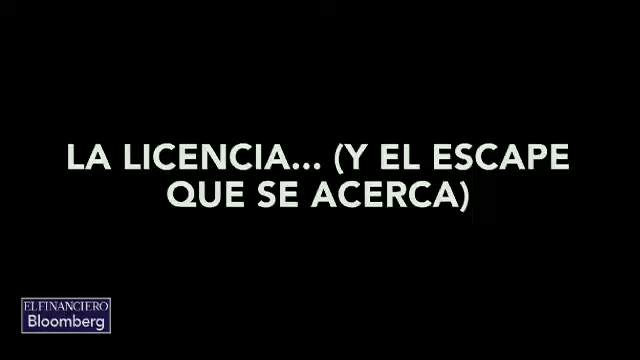 LA LICENCIA... (Y EL ESCAPE
QUE SE ACERCA)
EL FINANCIERO
Bloomberg